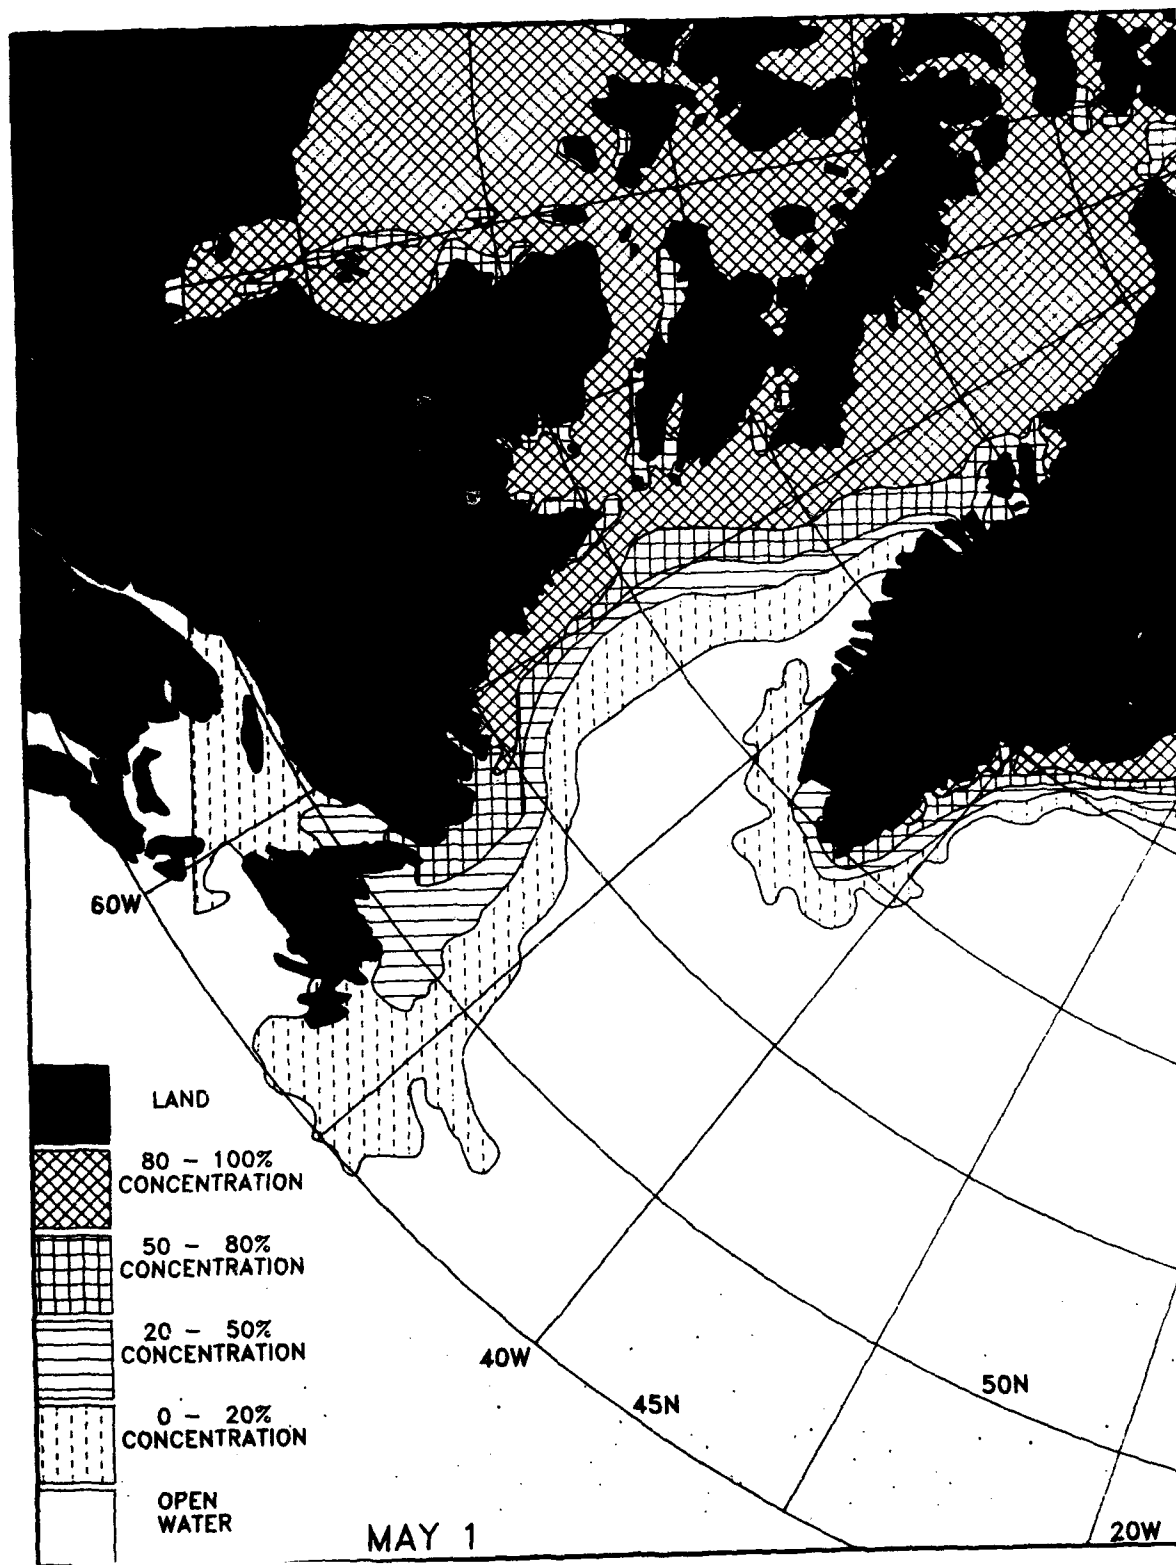 60W
LAND
80 - 100%
CONCENTRATION
50 - 80%
CONCENTRATION
20 - 50%
CONCENTRATION
0 - 20%
CONCENTRATION
OPEN
WATER
MAY 1
40W
45N
50N
20W